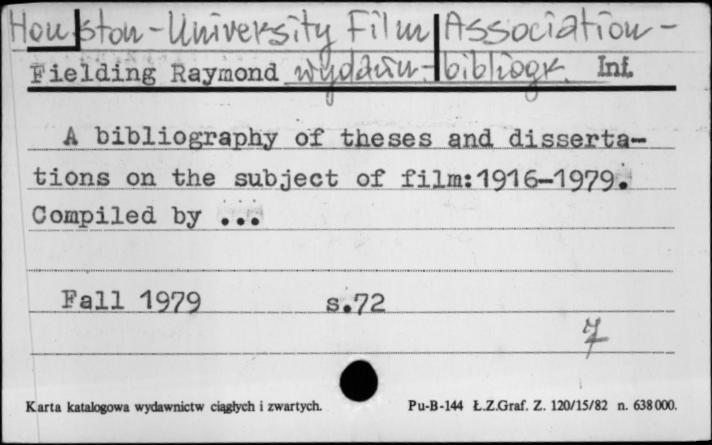 Houston - University Film Association -
Fielding Raymond wydawn. - bibliogr. Inf.
A bibliography of theses and disserta-
tions on the subject of film:1916-1979.
Compiled by ...
Fall 1979 s.72
7
Karta katalogowa wydawnictw ciągłych i zwartych. Pu-B-144 Ł.Z.Graf. Z. 120/15/82 n. 638000.